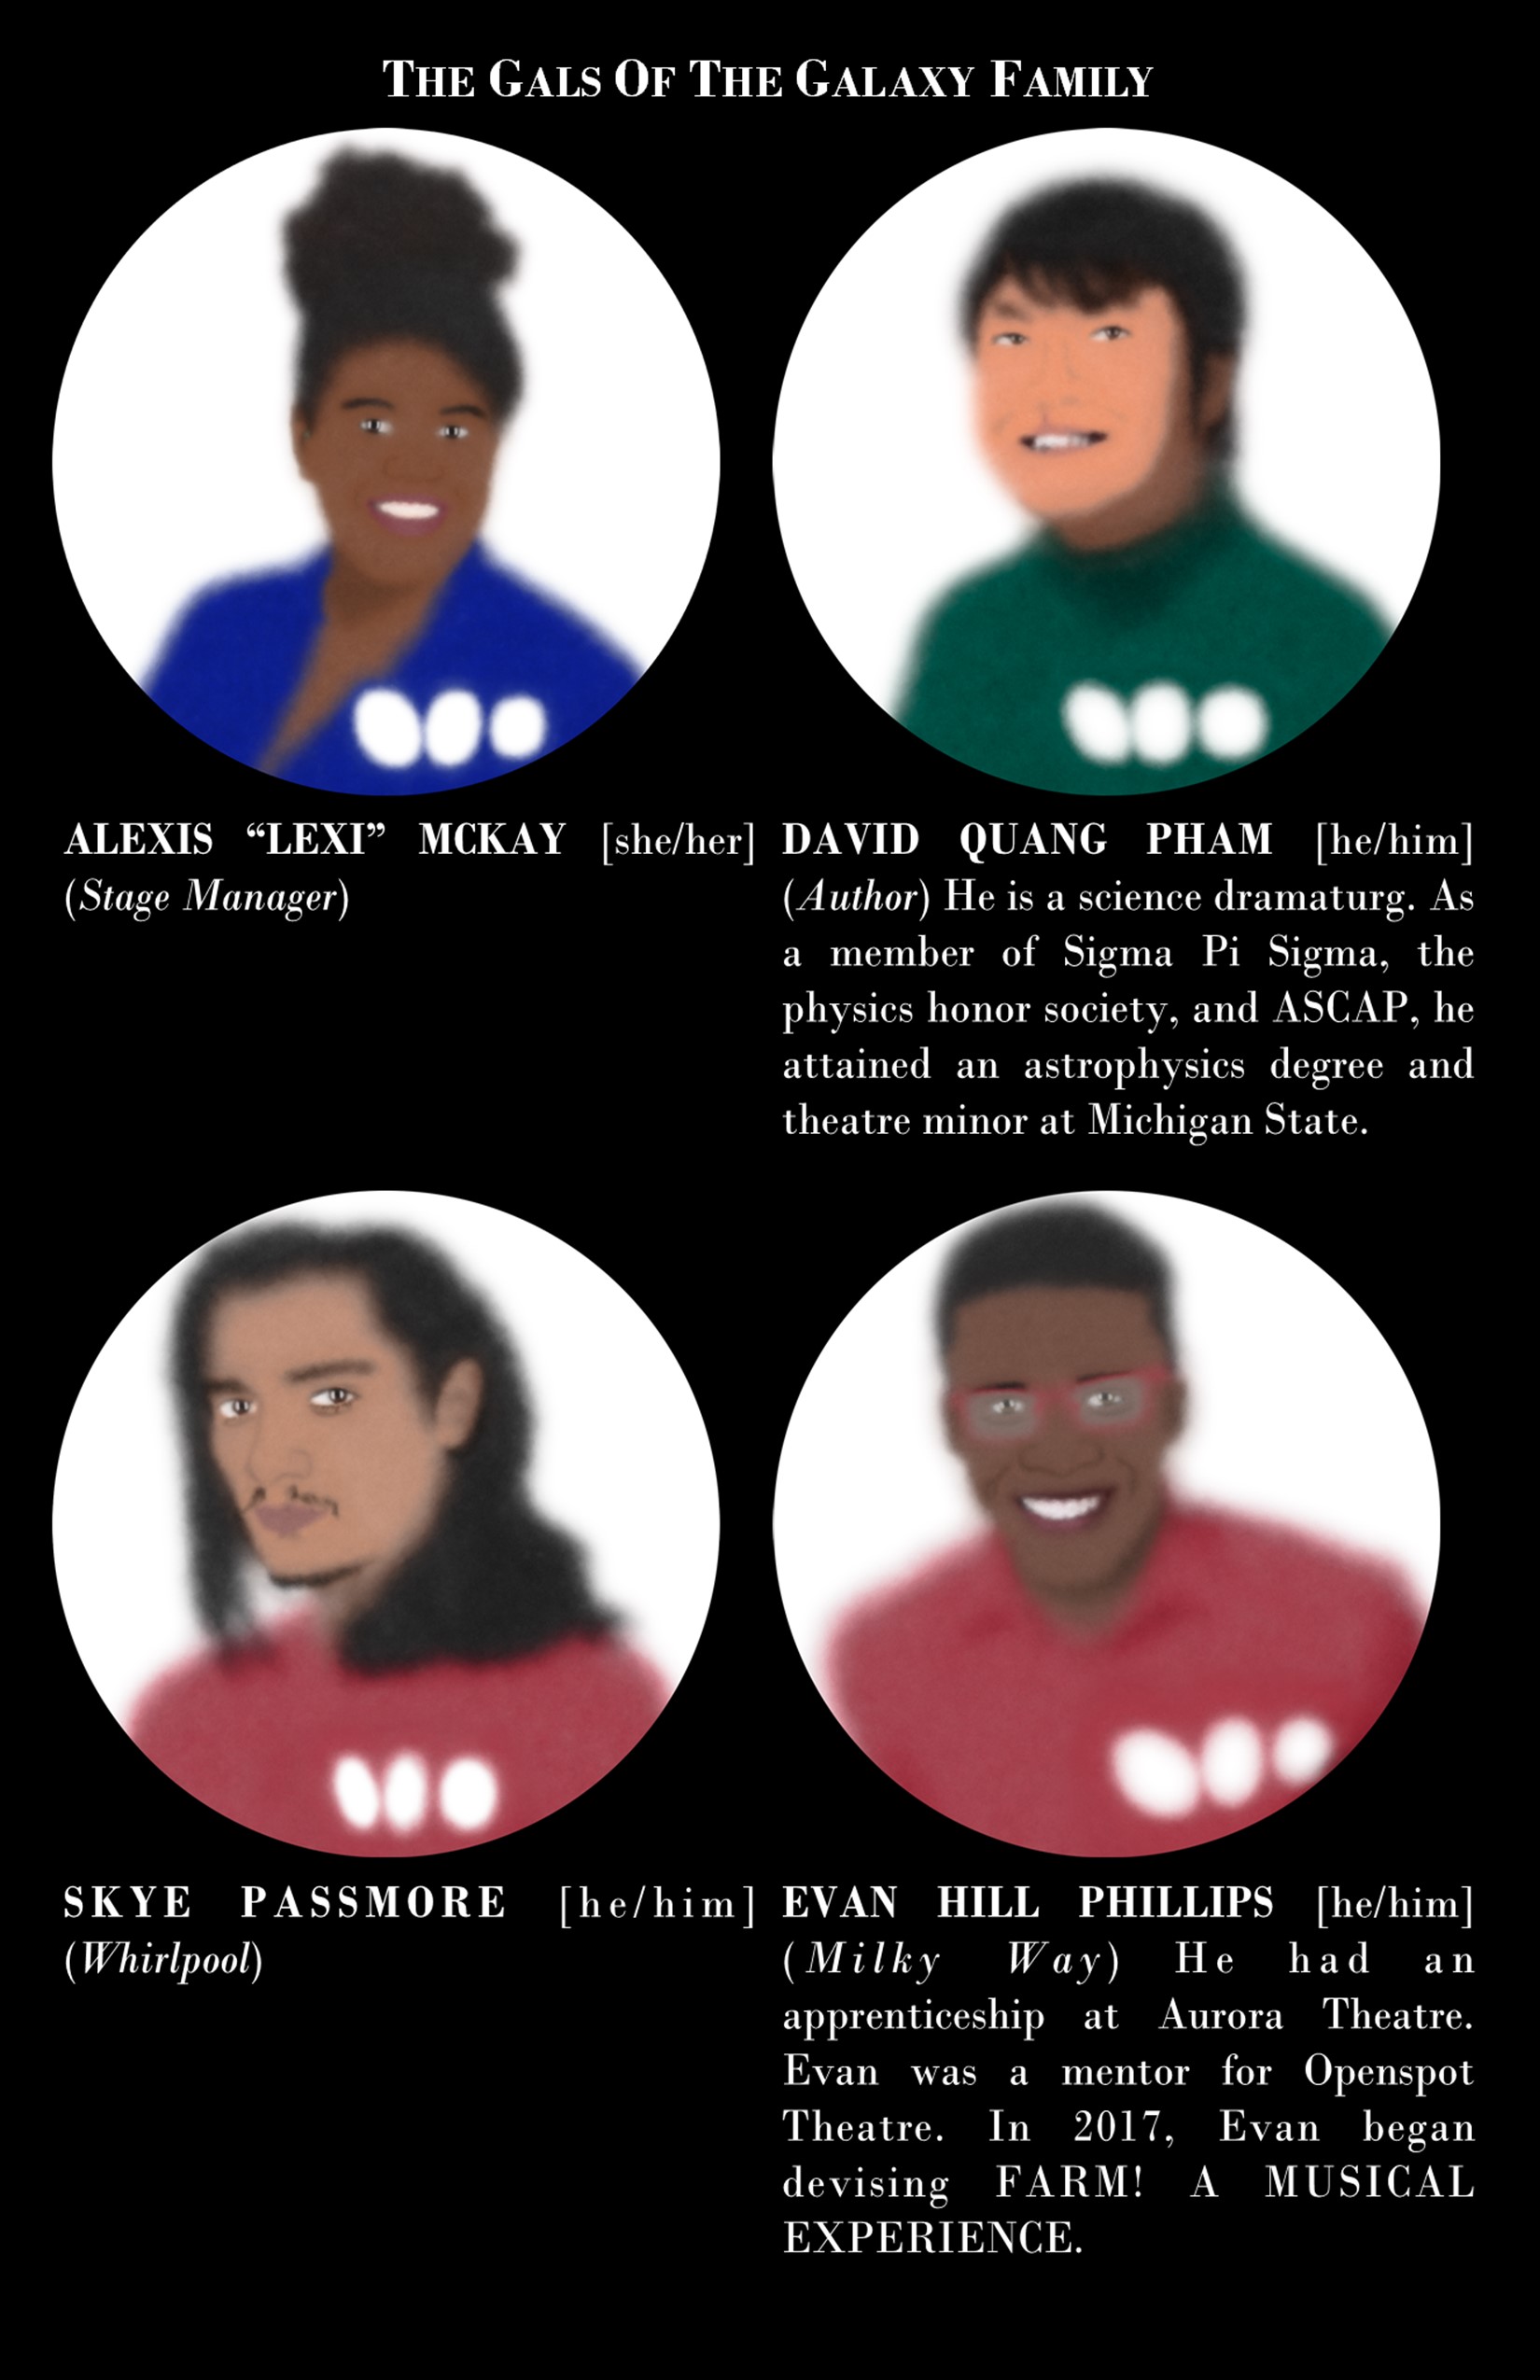 THE GALS OF THE GALAXY FAMILY
ALEXIS “LEXI” MCKAY [she/her]
(Stage Manager)
DAVID QUANG PHAM [he/him]
(Author) He is a science dramaturg. As
a member of Sigma Pi Sigma, the
physics honor society, and ASCAP, he
attained an astrophysics degree and
theatre minor at Michigan State.
SKYE PASSMORE [he/him]
(Whirlpool)
EVAN HILL PHILLIPS [he/him]
(Milky Way) He had an
apprenticeship at Aurora Theatre.
Evan was a mentor for Openspot
Theatre. In 2017, Evan began
devising FARM! A MUSICAL
EXPERIENCE.